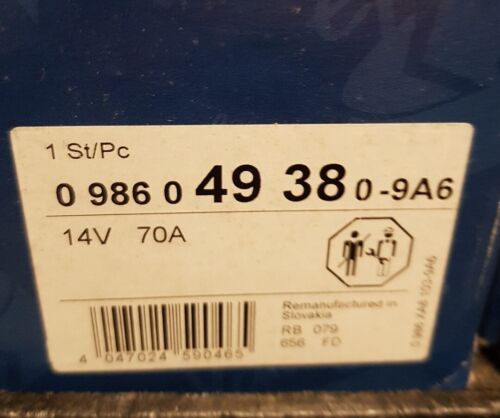 1 St/Pc
0 986 0 49 38 0 -9A6
14V 70A
Remanufactured in
Slovakia
RB 079
656 FD
4 047024 590465